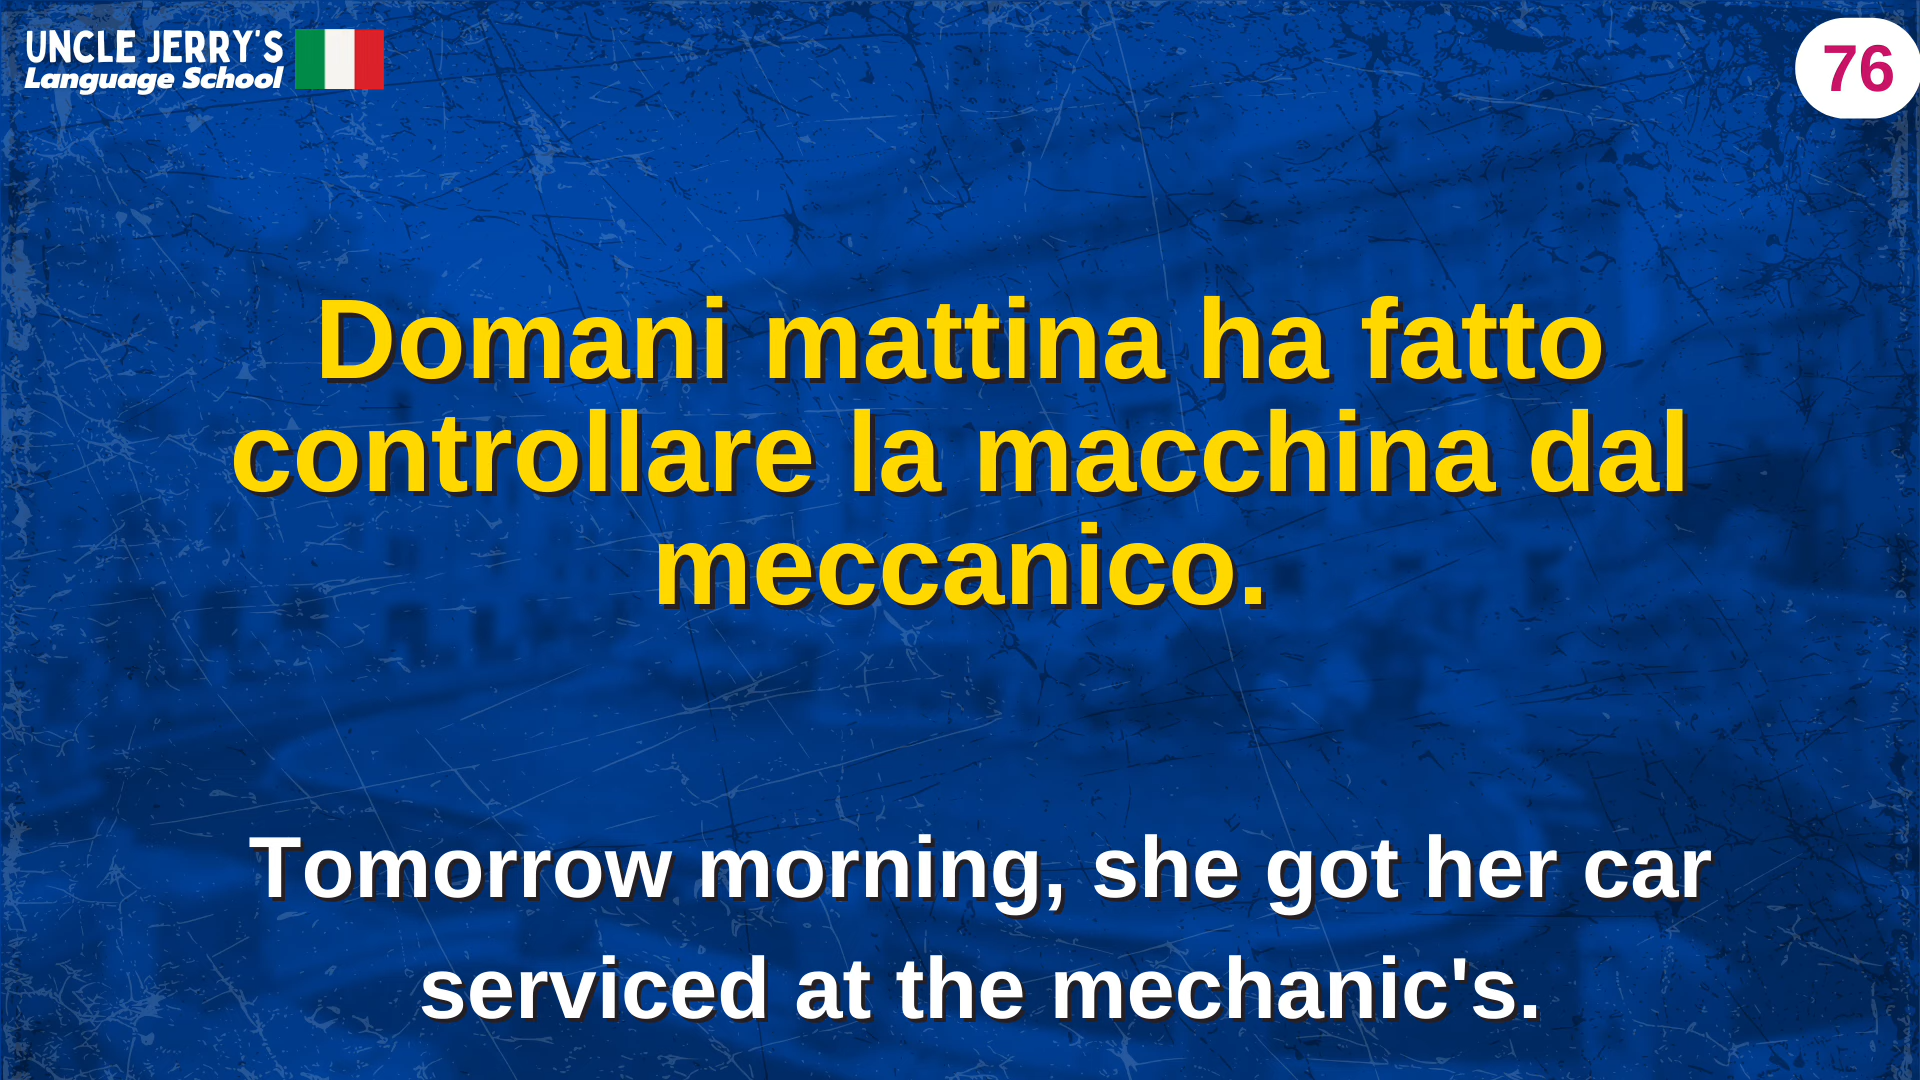 UNCLE JERRY'S
Language School
76
Domani mattina ha fatto
controllare la macchina dal
meccanico.
Tomorrow morning, she got her car
serviced at the mechanic's.